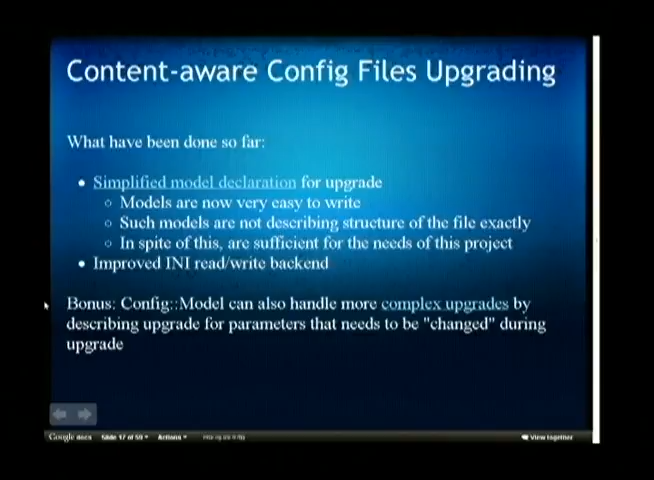 Content-aware Config Files Upgrading
What have been done so far:
Simplified model declaration for upgrade
Models are now very easy to write
Such models are not describing structure of the file exactly
In spite of this, are sufficient for the needs of this project
Improved INI read/write backend
Bonus: Config::Model can also handle more complex upgrades by
describing upgrade for parameters that needs to be "changed" during
upgrade
Google docs Slide 17 of 59 Actions View together